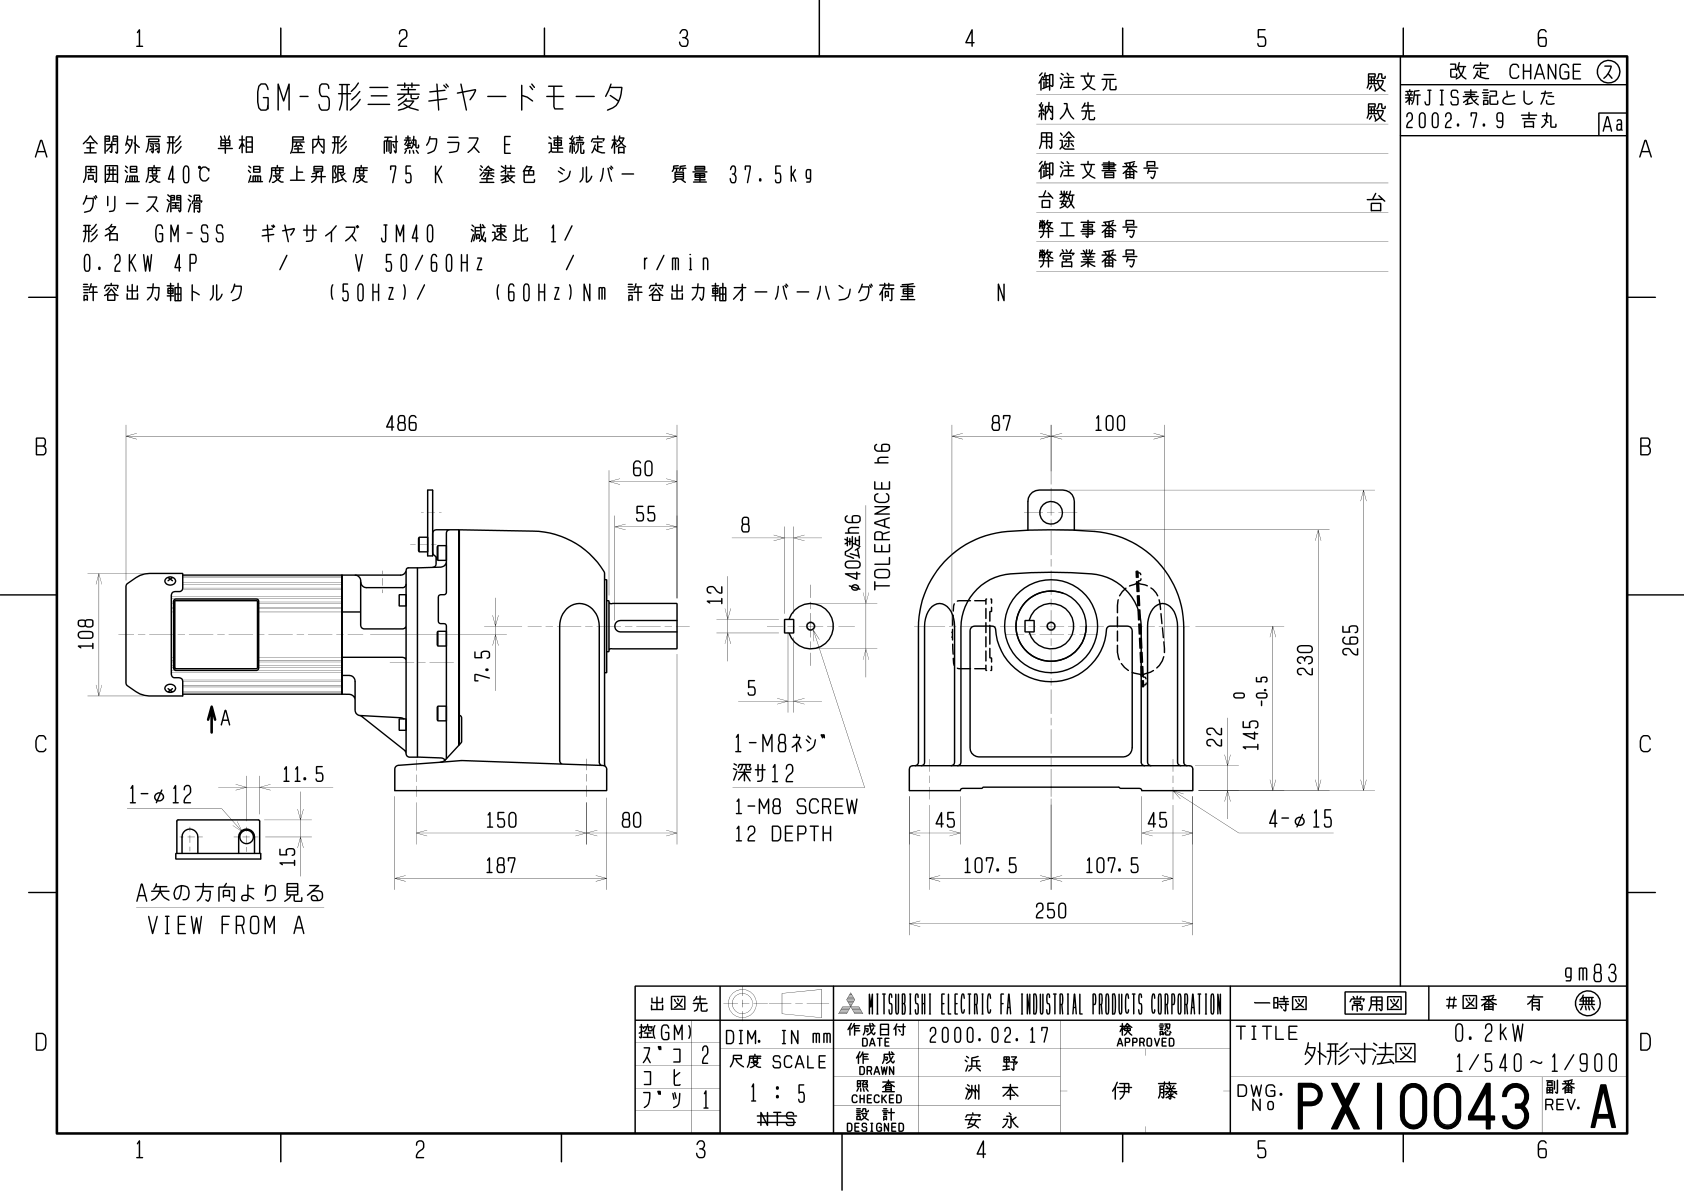 1 2 3 4 5 6
A A
B B
C C
D D
1 2 3 4 5 6
GM-S形三菱ギヤードモータ
全閉外扇形 単相 屋内形 耐熱クラス E 連続定格
周囲温度40℃ 温度上昇限度 75 K 塗装色 シルバー 質量 37.5kg
グリース潤滑
形名 GM-SS ギヤサイズ JM40 減速比 1/
0.2KW 4P / V 50/60Hz / r/min
許容出力軸トルク (50Hz)/ (60Hz)Nm 許容出力軸オーバーハング荷重 N
御注文元 殿
納入先 殿
用途
御注文書番号
台数 台
弊工事番号
弊営業番号
改定 CHANGE ス
新JIS表記とした
2002.7.9 吉丸 Aa
486
60
55
108
7.5
A
150
80
187
11.5
1-φ12
15
A矢の方向より見る
VIEW FROM A
8
12
5
φ40公差h6
TOLERANCE h6
1-M8ネジ
深サ12
1-M8 SCREW
12 DEPTH
87
100
265
230
145 0 -0.5
22
45
45
4-φ15
107.5
107.5
250
gm83
出図先
控(GM)
ズコ 2
コヒ
ブツ 1
DIM. IN mm
尺度 SCALE
1 : 5
NTS
MITSUBISHI ELECTRIC FA INDUSTRIAL PRODUCTS CORPORATION
作成日付 DATE 2000.02.17
作成 DRAWN 浜野
照査 CHECKED 洲本
設計 DESIGNED 安永
検認 APPROVED
伊藤
一時図 常用図 #図番 有 無
TITLE
外形寸法図
0.2kW
1/540~1/900
DWG. No PX10043
副番 REV. A